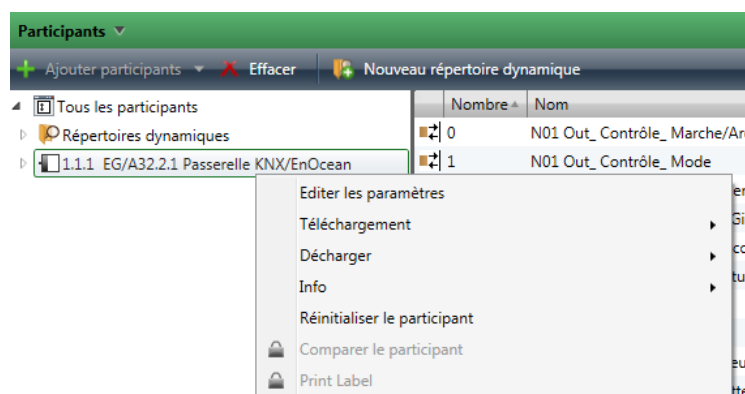 Participants
Ajouter participants Effacer Nouveau répertoire dynamique
Tous les participants
Répertoires dynamiques
1.1.1 EG/A32.2.1 Passerelle KNX/EnOcean
Nombre Nom
0 N01 Out_ Contrôle_ Marche/Ar
1 N01 Out_ Contrôle_ Mode
Editer les paramètres
Téléchargement
Décharger
Info
Réinitialiser le participant
Comparer le participant
Print Label